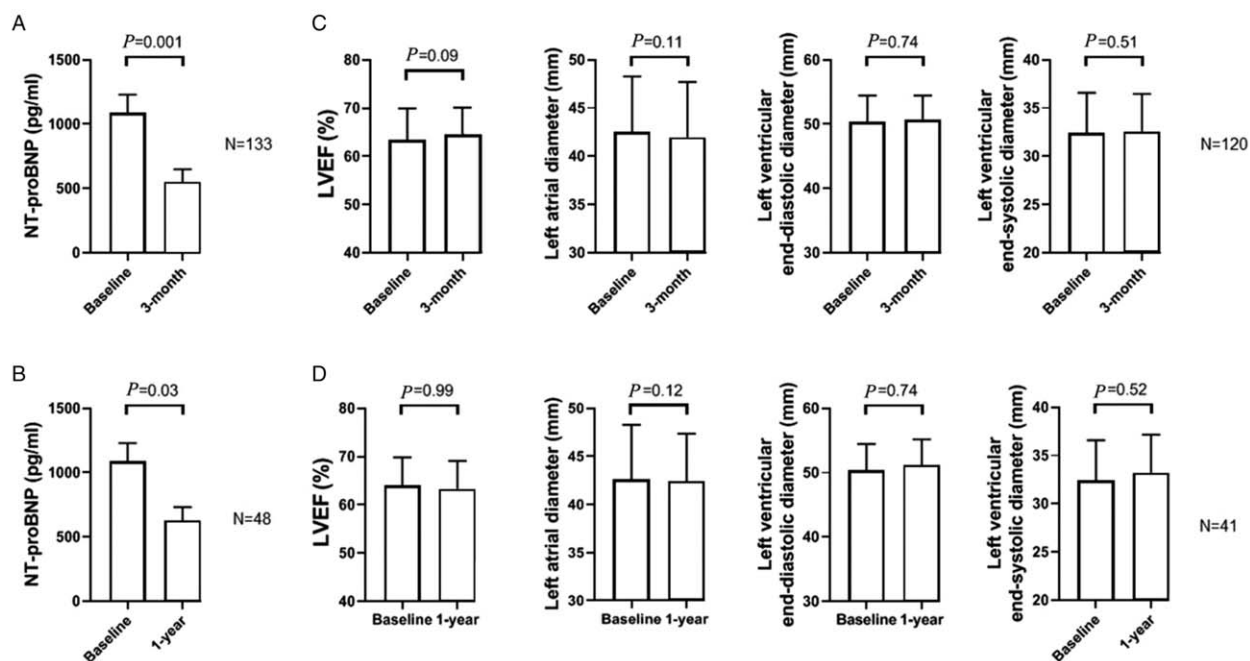 A
P=0.001
NT-proBNP (pg/ml)
1500
1000
500
0
Baseline
3-month
N=133
C
P=0.09
LVEF (%)
80
70
60
50
40
Baseline
3-month
P=0.11
Left atrial diameter (mm)
50
45
40
35
30
Baseline
3-month
P=0.74
Left ventricular
end-diastolic diameter (mm)
60
50
40
30
Baseline
3-month
P=0.51
Left ventricular
end-systolic diameter (mm)
40
35
30
25
20
Baseline
3-month
N=120
B
P=0.03
NT-proBNP (pg/ml)
1500
1000
500
0
Baseline
1-year
N=48
D
P=0.99
LVEF (%)
80
70
60
50
40
Baseline 1-year
P=0.12
Left atrial diameter (mm)
50
45
40
35
30
Baseline 1-year
P=0.74
Left ventricular
end-diastolic diameter (mm)
60
50
40
30
Baseline 1-year
P=0.52
Left ventricular
end-systolic diameter (mm)
40
35
30
25
20
Baseline
1-year
N=41